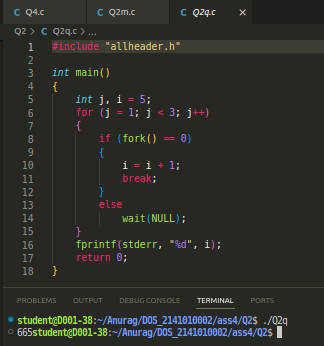 Q4.c Q2m.c Q2q.c ×
Q2 > C Q2q.c > ...
1 #include "allheader.h"
2
3 int main()
4 {
5 int j, i = 5;
6 for (j = 1; j < 3; j++)
7 {
8 if (fork() == 0)
9 {
10 i = i + 1;
11 break;
12 }
13 else
14 wait(NULL);
15 }
16 fprintf(stderr, "%d", i);
17 return 0;
18 }
PROBLEMS OUTPUT DEBUG CONSOLE TERMINAL PORTS
student@D001-38:~/Anurag/DOS_2141010002/ass4/Q2$ ./Q2q
665student@D001-38:~/Anurag/DOS_2141010002/ass4/Q2$